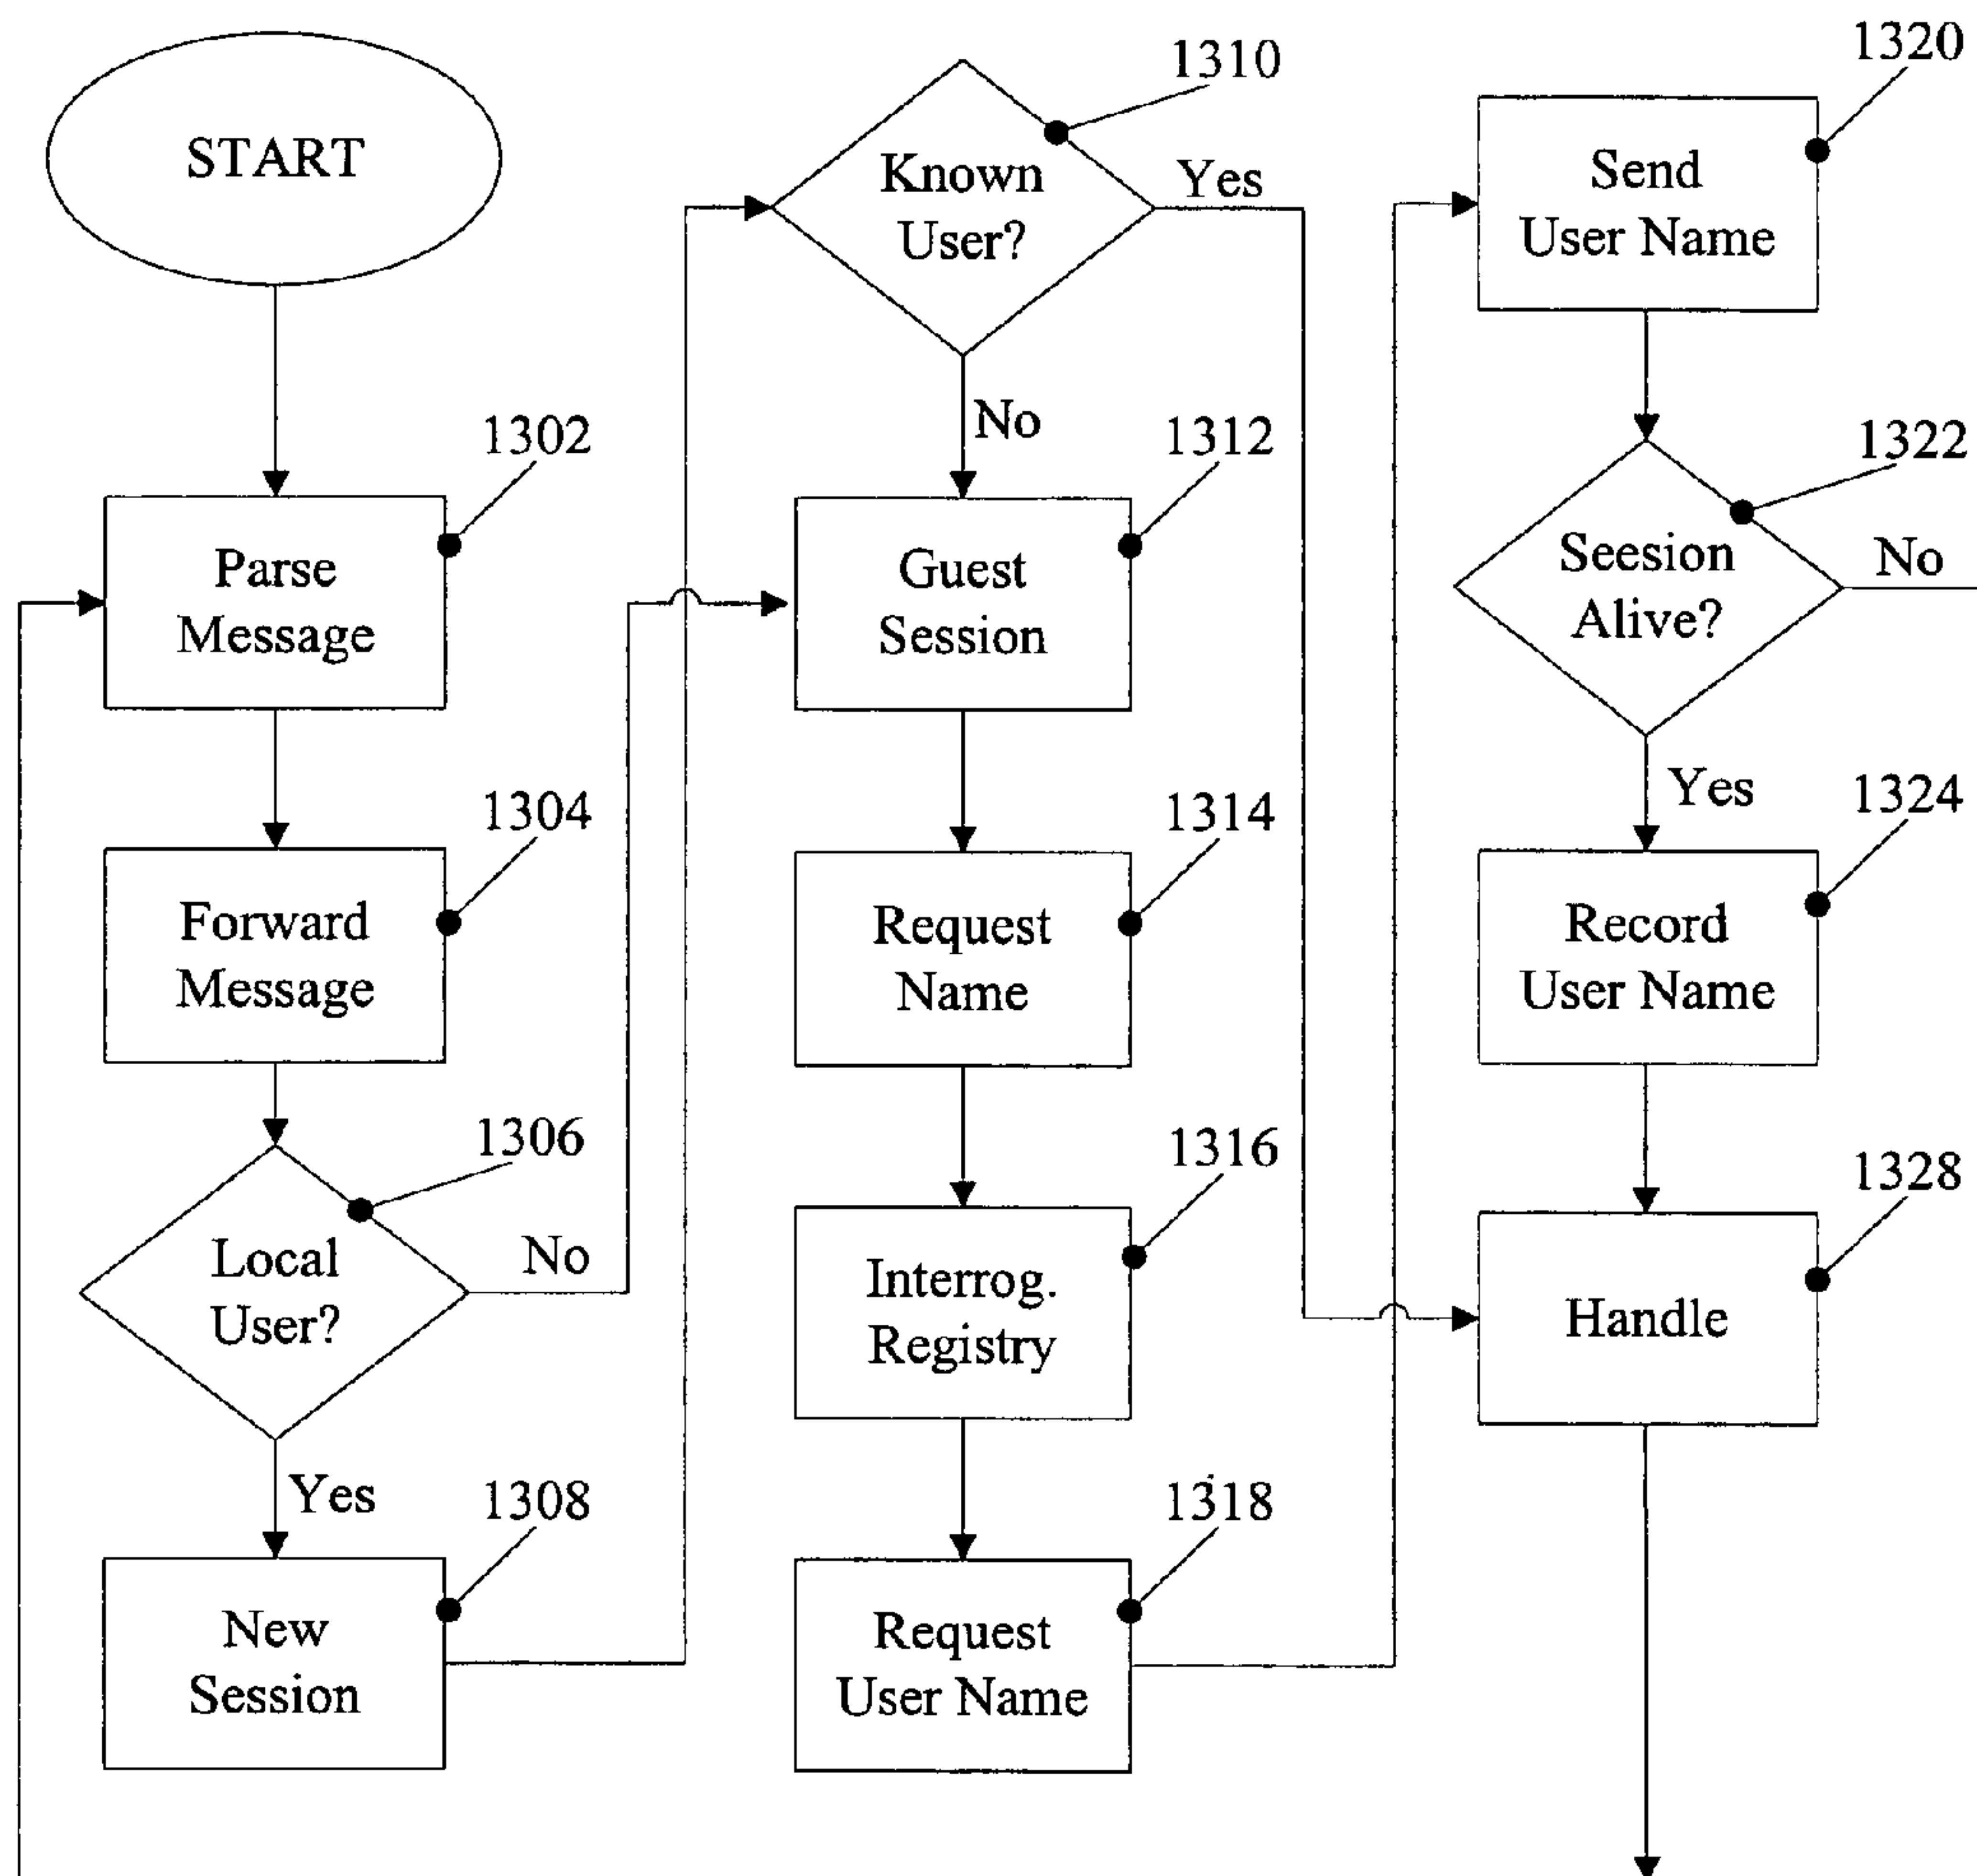 START
1302
Parse
Message
1304
Forward
Message
1306
Local
User?
No
Yes
1308
New
Session
1310
Known
User?
Yes
No
1312
Guest
Session
1314
Request
Name
1316
Interrog.
Registry
1318
Request
User Name
1320
Send
User Name
1322
Seesion
Alive?
No
Yes
1324
Record
User Name
1328
Handle